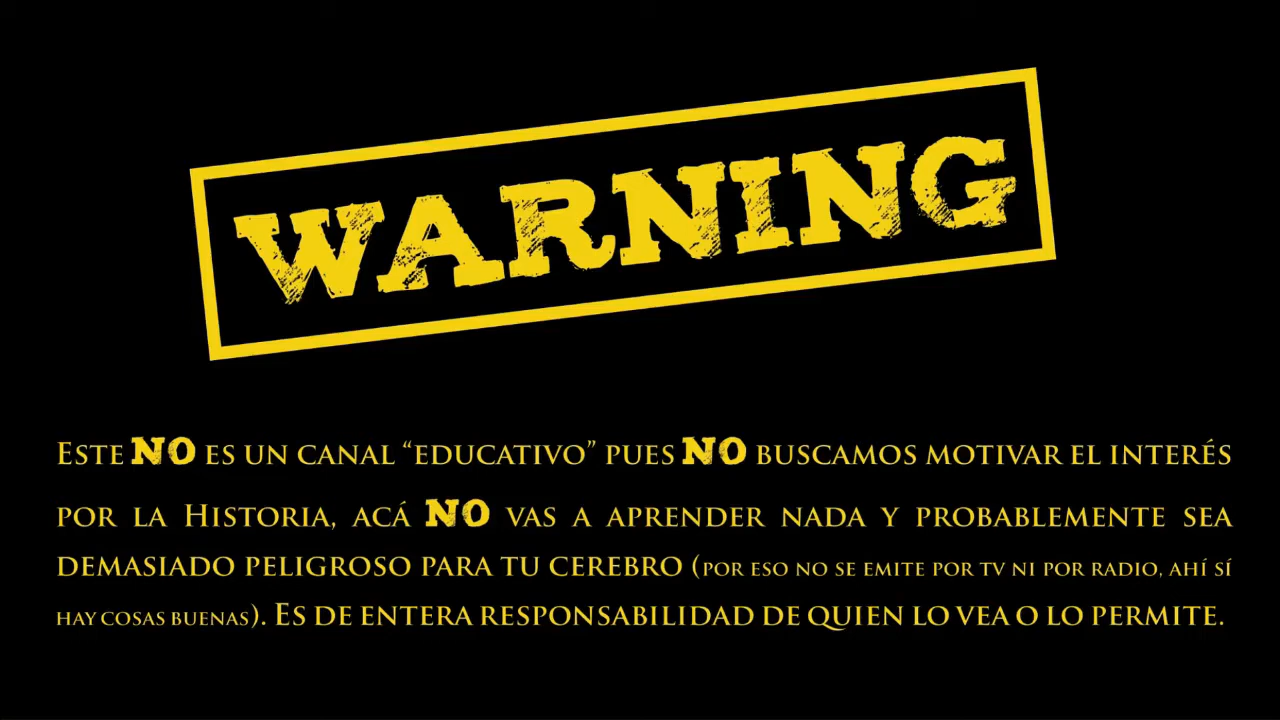 WARNING
ESTE NO ES UN CANAL “EDUCATIVO” PUES NO BUSCAMOS MOTIVAR EL INTERÉS
POR LA HISTORIA, ACÁ NO VAS A APRENDER NADA Y PROBABLEMENTE SEA
DEMASIADO PELIGROSO PARA TU CEREBRO (POR ESO NO SE EMITE POR TV NI POR RADIO, AHÍ SÍ
HAY COSAS BUENAS). ES DE ENTERA RESPONSABILIDAD DE QUIEN LO VEA O LO PERMITE.